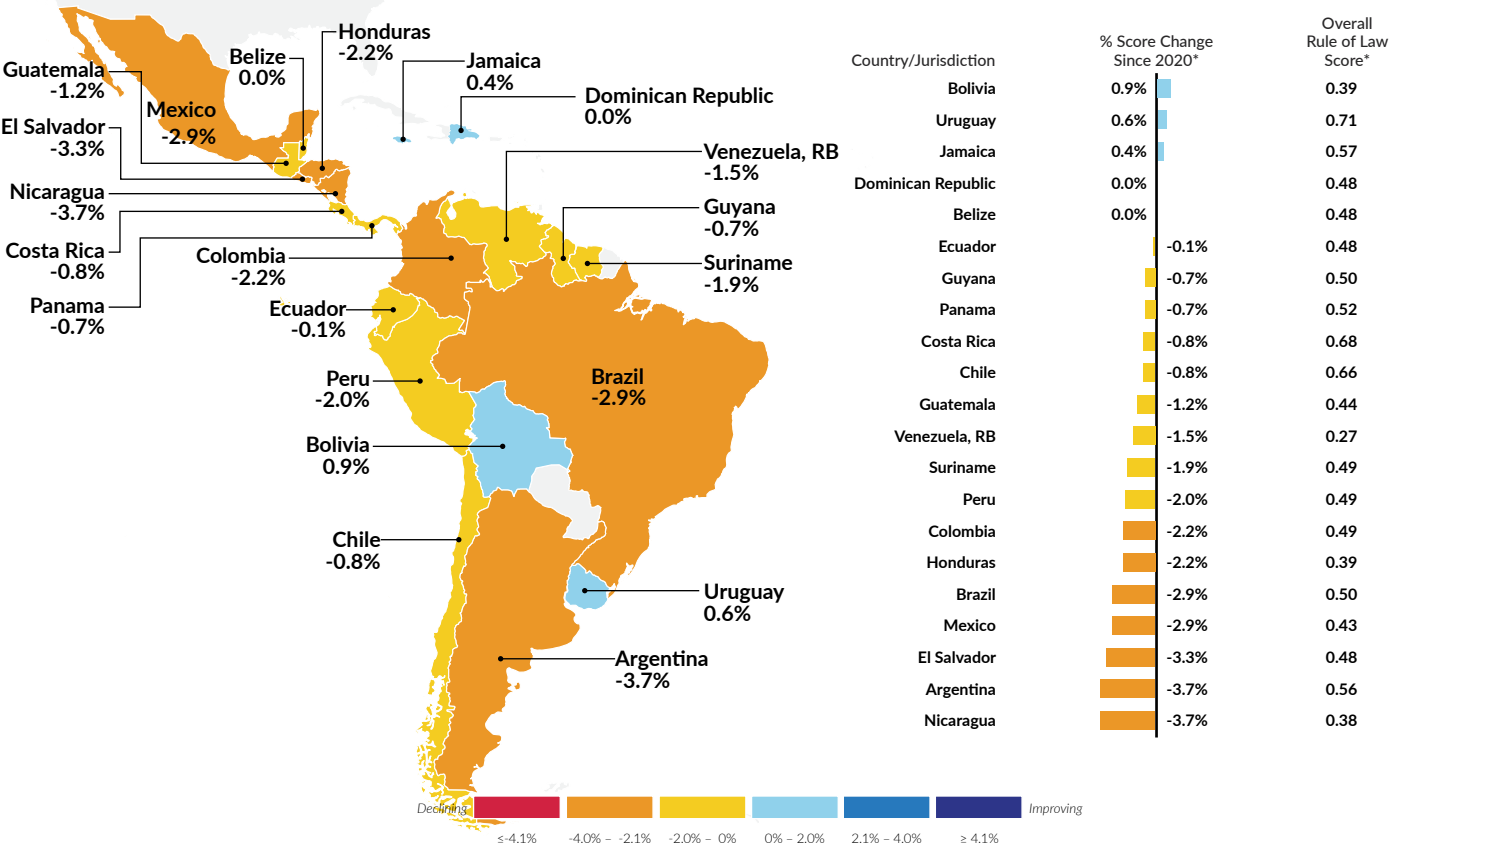 Honduras
-2.2%
Belize
0.0%
Jamaica
0.4%
Guatemala
-1.2%
Dominican Republic
0.0%
Mexico
-2.9%
El Salvador
-3.3%
Venezuela, RB
-1.5%
Nicaragua
-3.7%
Guyana
-0.7%
Costa Rica
-0.8%
Colombia
-2.2%
Suriname
-1.9%
Panama
-0.7%
Ecuador
-0.1%
Peru
-2.0%
Brazil
-2.9%
Bolivia
0.9%
Chile
-0.8%
Uruguay
0.6%
Argentina
-3.7%
Declining
Improving
≤-4.1%
-4.0% – -2.1%
-2.0% – 0%
0% – 2.0%
2.1% – 4.0%
≥ 4.1%
Country/Jurisdiction
% Score Change
Since 2020*
Overall
Rule of Law
Score*
Bolivia 0.9% 0.39
Uruguay 0.6% 0.71
Jamaica 0.4% 0.57
Dominican Republic 0.0% 0.48
Belize 0.0% 0.48
Ecuador -0.1% 0.48
Guyana -0.7% 0.50
Panama -0.7% 0.52
Costa Rica -0.8% 0.68
Chile -0.8% 0.66
Guatemala -1.2% 0.44
Venezuela, RB -1.5% 0.27
Suriname -1.9% 0.49
Peru -2.0% 0.49
Colombia -2.2% 0.49
Honduras -2.2% 0.39
Brazil -2.9% 0.50
Mexico -2.9% 0.43
El Salvador -3.3% 0.48
Argentina -3.7% 0.56
Nicaragua -3.7% 0.38